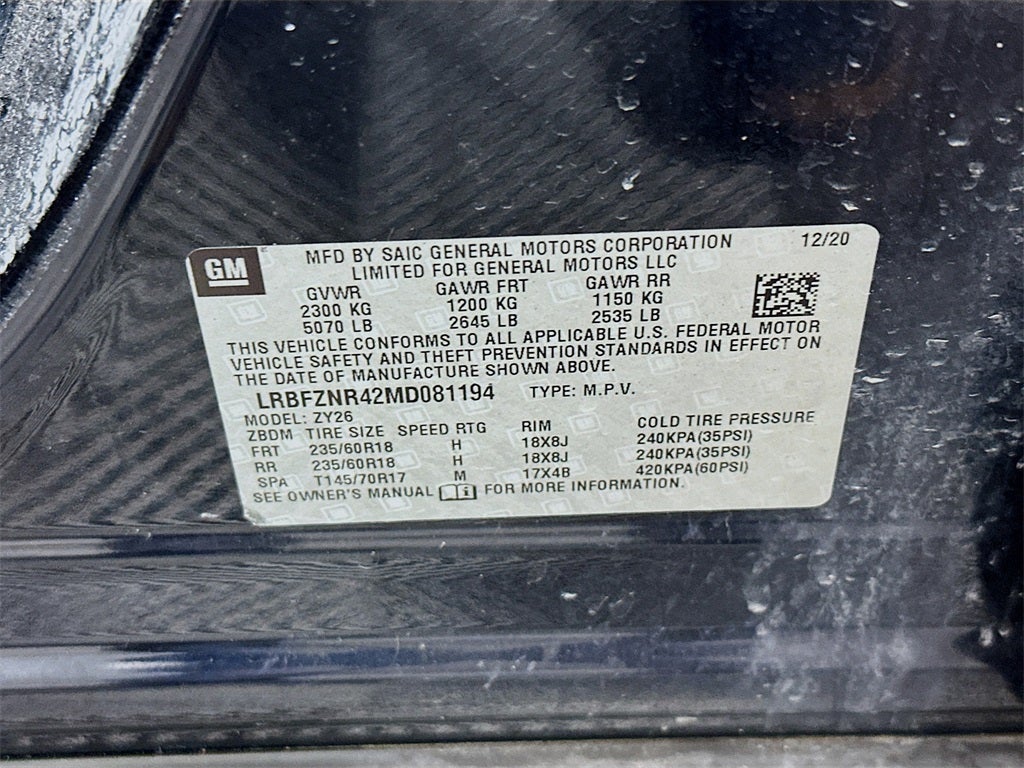 GM
MFD BY SAIC GENERAL MOTORS CORPORATION 12/20
LIMITED FOR GENERAL MOTORS LLC
GVWR GAWR FRT GAWR RR
2300 KG 1200 KG 1150 KG
5070 LB 2645 LB 2535 LB
THIS VEHICLE CONFORMS TO ALL APPLICABLE U.S. FEDERAL MOTOR
VEHICLE SAFETY AND THEFT PREVENTION STANDARDS IN EFFECT ON
THE DATE OF MANUFACTURE SHOWN ABOVE.
LRBFZNR42MD081194 TYPE: M.P.V.
MODEL: ZY26
ZBDM TIRE SIZE SPEED RTG RIM COLD TIRE PRESSURE
FRT 235/60R18 H 18X8J 240KPA(35PSI)
RR 235/60R18 H 18X8J 240KPA(35PSI)
SPA T145/70R17 M 17X4B 420KPA(60PSI)
SEE OWNER'S MANUAL FOR MORE INFORMATION.